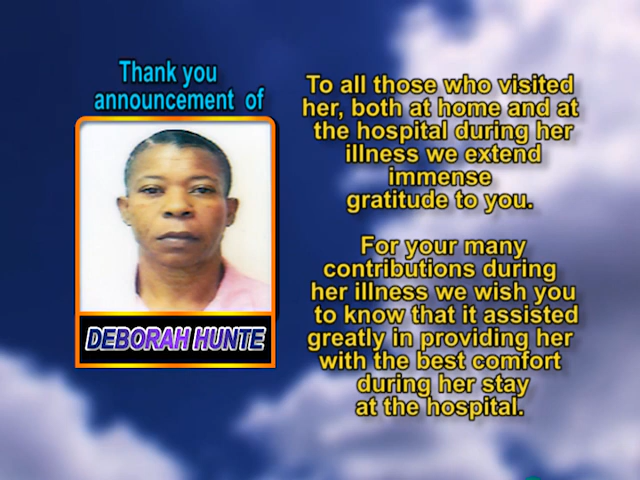 Thank you
announcement of
DEBORAH HUNTE
To all those who visited
her, both at home and at
the hospital during her
illness we extend
immense
gratitude to you.
For your many
contributions during
her illness we wish you
to know that it assisted
greatly in providing her
with the best comfort
during her stay
at the hospital.